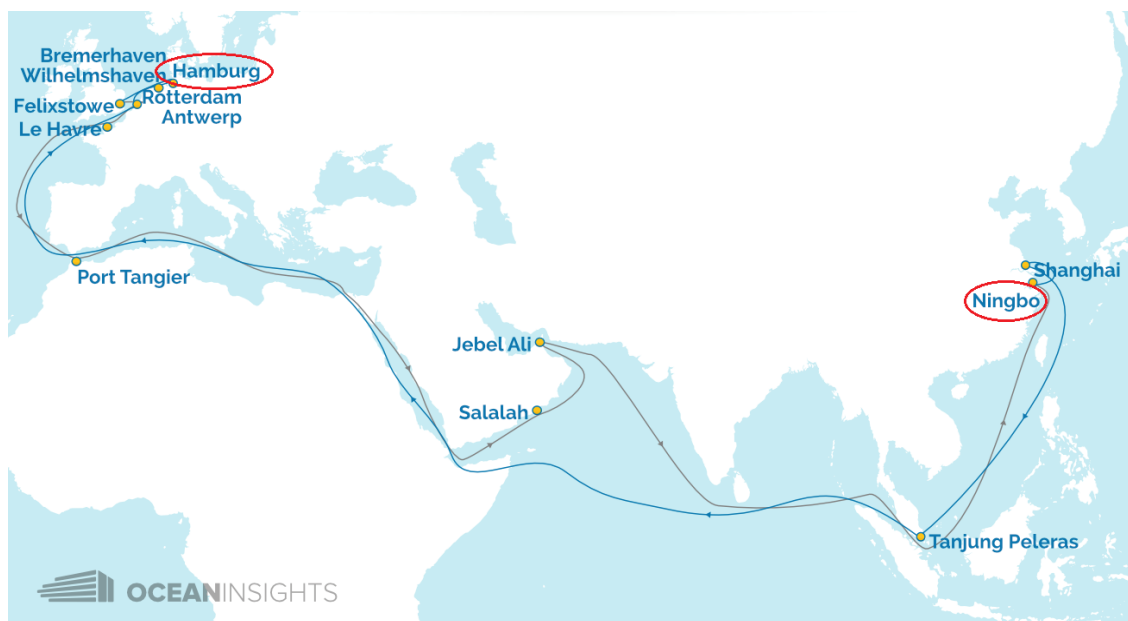 Bremerhaven
Wilhelmshaven
Hamburg
Felixstowe
Rotterdam
Le Havre
Antwerp
Port Tangier
Shanghai
Ningbo
Jebel Ali
Salalah
Tanjung Peleras
OCEANINSIGHTS